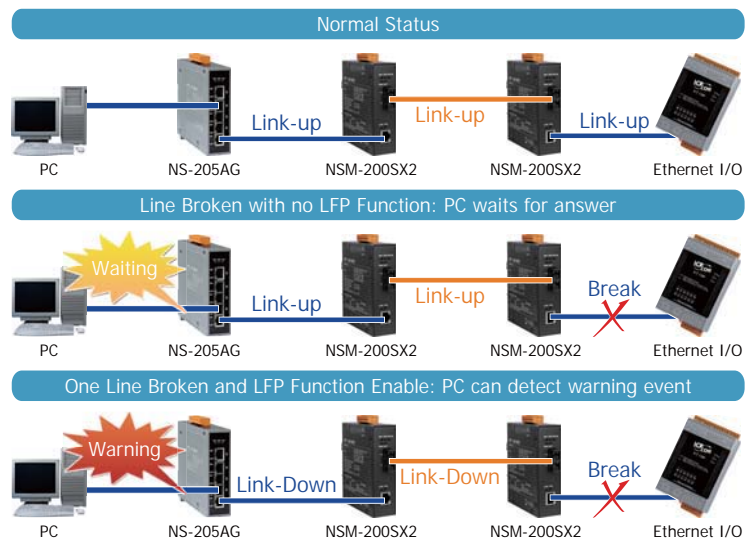 Normal Status
Link-up
Link-up
Link-up
PC
NS-205AG
NSM-200SX2
NSM-200SX2
Ethernet I/O
Line Broken with no LFP Function: PC waits for answer
Waiting
Link-up
Link-up
Break
PC
NS-205AG
NSM-200SX2
NSM-200SX2
Ethernet I/O
One Line Broken and LFP Function Enable: PC can detect warning event
Warning
Link-Down
Link-Down
Break
PC
NS-205AG
NSM-200SX2
NSM-200SX2
Ethernet I/O